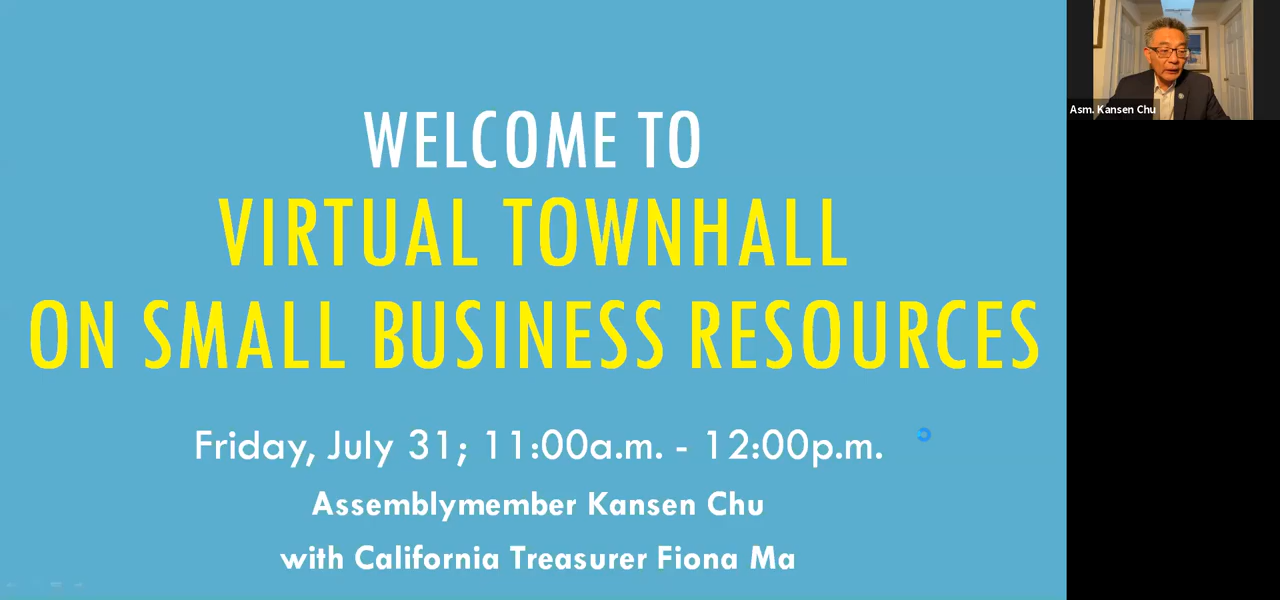 WELCOME TO
VIRTUAL TOWNHALL
ON SMALL BUSINESS RESOURCES
Friday, July 31; 11:00a.m. - 12:00p.m.
Assemblymember Kansen Chu
with California Treasurer Fiona Ma
Asm. Kansen Chu